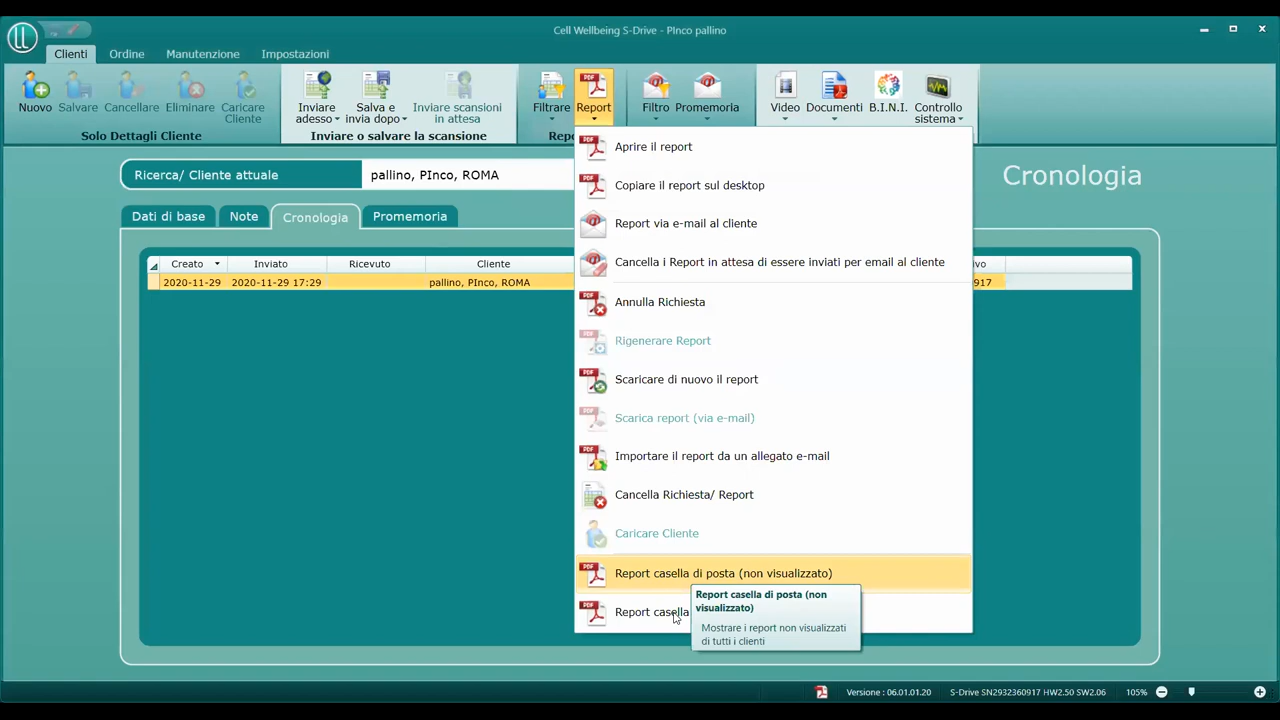 Cell Wellbeing S-Drive - PInco pallino
Clienti Ordine Manutenzione Impostazioni
Nuovo Salvare Cancellare Eliminare Caricare Cliente
Solo Dettagli Cliente
Inviare adesso Salva e invia dopo Inviare scansioni in attesa
Inviare o salvare la scansione
Filtrare Report
Filtro Promemoria
Video Documenti B.I.N.I. Controllo sistema
Ricerca/ Cliente attuale pallino, PInco, ROMA
Cronologia
Dati di base Note Cronologia Promemoria
Creato Inviato Ricevuto Cliente
2020-11-29 2020-11-29 17:29 pallino, PInco, ROMA
Aprire il report
Copiare il report sul desktop
Report via e-mail al cliente
Cancella i Report in attesa di essere inviati per email al cliente
Annulla Richiesta
Rigenerare Report
Scaricare di nuovo il report
Scarica report (via e-mail)
Importare il report da un allegato e-mail
Cancella Richiesta/ Report
Caricare Cliente
Report casella di posta (non visualizzato)
Report casella
Report casella di posta (non
visualizzato)
Mostrare i report non visualizzati
di tutti i clienti
Versione : 06.01.01.20 S-Drive SN2932360917 HW2.50 SW2.06 105%